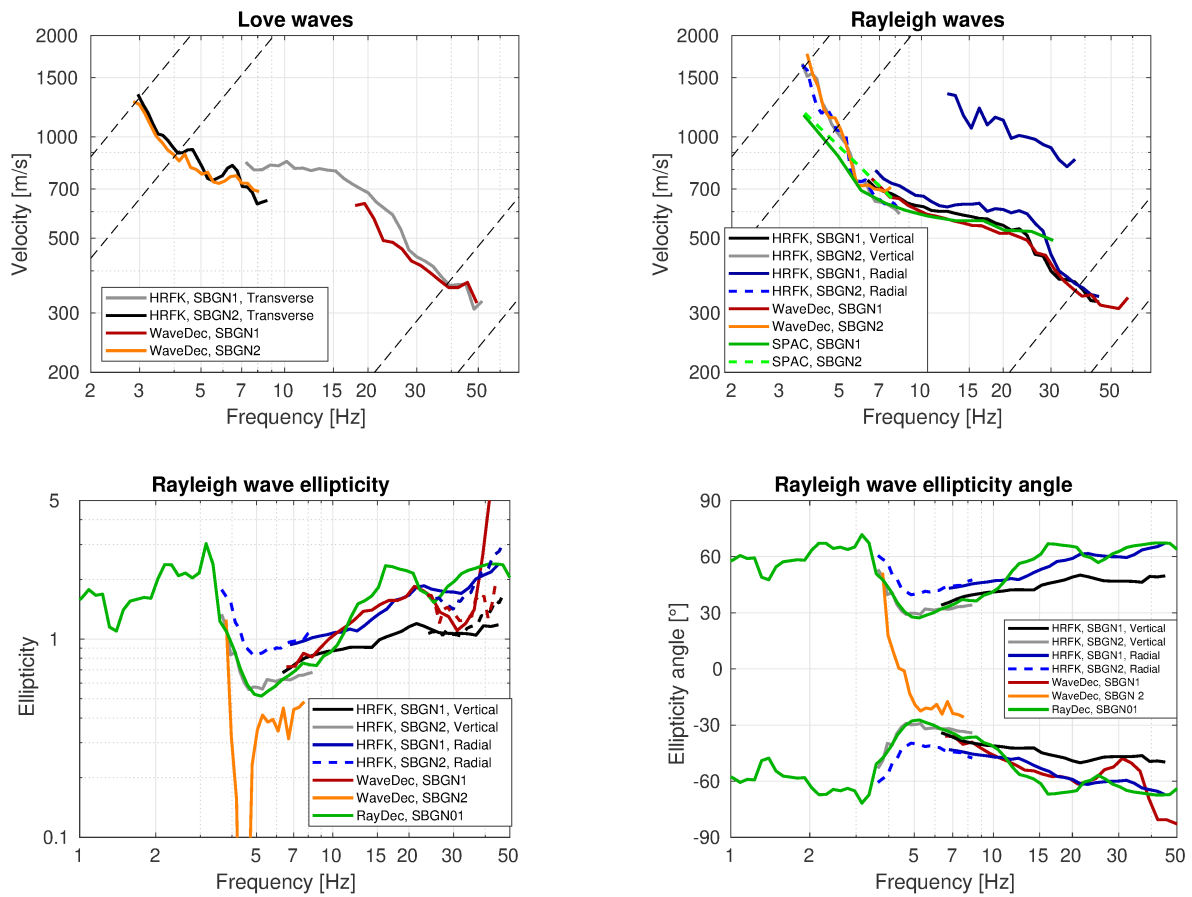 Love waves
2000
1500
1000
700
500
300
200
Velocity [m/s]
HRFK, SBGN1, Transverse
HRFK, SBGN2, Transverse
WaveDec, SBGN1
WaveDec, SBGN2
2 3 5 7 10 15 20 30 50
Frequency [Hz]
Rayleigh waves
2000
1500
1000
700
500
300
200
Velocity [m/s]
HRFK, SBGN1, Vertical
HRFK, SBGN2, Vertical
HRFK, SBGN1, Radial
HRFK, SBGN2, Radial
WaveDec, SBGN1
WaveDec, SBGN2
SPAC, SBGN1
SPAC, SBGN2
2 3 5 7 10 15 20 30 50
Frequency [Hz]
Rayleigh wave ellipticity
5
1
0.1
Ellipticity
HRFK, SBGN1, Vertical
HRFK, SBGN2, Vertical
HRFK, SBGN1, Radial
HRFK, SBGN2, Radial
WaveDec, SBGN1
WaveDec, SBGN2
RayDec, SBGN01
1 2 5 7 10 15 20 30 50
Frequency [Hz]
Rayleigh wave ellipticity angle
90
60
30
0
-30
-60
-90
Ellipticity angle [°]
HRFK, SBGN1, Vertical
HRFK, SBGN2, Vertical
HRFK, SBGN1, Radial
HRFK, SBGN2, Radial
WaveDec, SBGN1
WaveDec, SBGN 2
RayDec, SBGN01
1 2 5 7 10 15 20 30 50
Frequency [Hz]